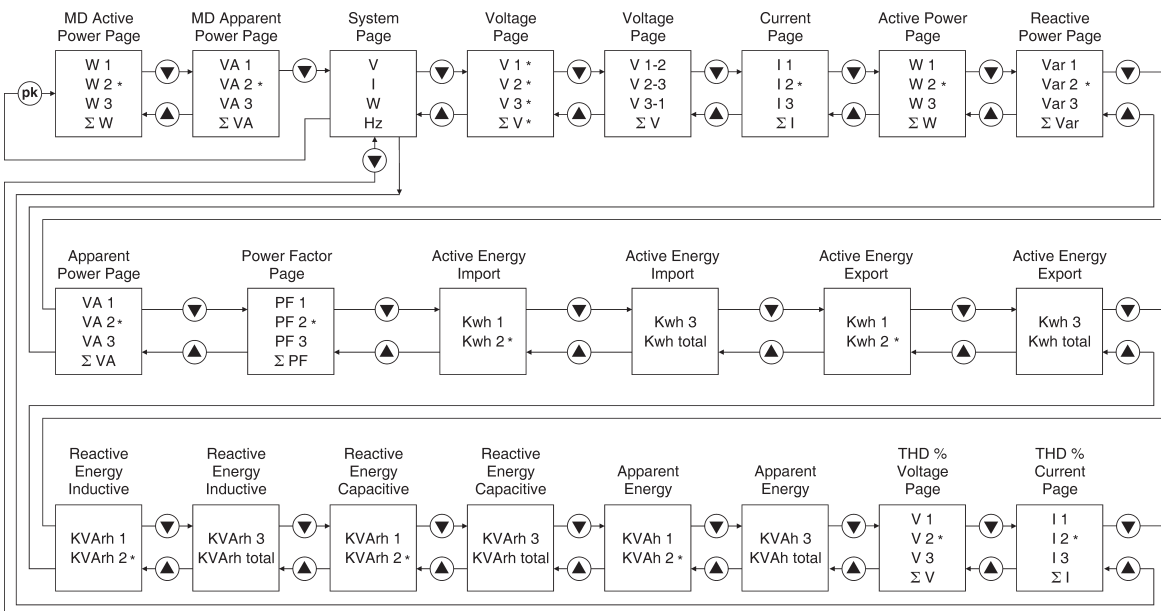 MD Active
Power Page
MD Apparent
Power Page
System
Page
Voltage
Page
Voltage
Page
Current
Page
Active Power
Page
Reactive
Power Page
pk
W 1
W 2 *
W 3
Σ W
VA 1
VA 2 *
VA 3
Σ VA
V
I
W
Hz
V 1 *
V 2 *
V 3 *
Σ V *
V 1-2
V 2-3
V 3-1
Σ V
I 1
I 2 *
I 3
Σ I
W 1
W 2 *
W 3
Σ W
Var 1
Var 2 *
Var 3
Σ Var
Apparent
Power Page
Power Factor
Page
Active Energy
Import
Active Energy
Import
Active Energy
Export
Active Energy
Export
VA 1
VA 2 *
VA 3
Σ VA
PF 1
PF 2 *
PF 3
Σ PF
Kwh 1
Kwh 2 *
Kwh 3
Kwh total
Kwh 1
Kwh 2 *
Kwh 3
Kwh total
Reactive
Energy
Inductive
Reactive
Energy
Inductive
Reactive
Energy
Capacitive
Reactive
Energy
Capacitive
Apparent
Energy
Apparent
Energy
THD %
Voltage
Page
THD %
Current
Page
KVArh 1
KVArh 2 *
KVArh 3
KVArh total
KVArh 1
KVArh 2 *
KVArh 3
KVArh total
KVAh 1
KVAh 2 *
KVAh 3
KVAh total
V 1
V 2 *
V 3
Σ V
I 1
I 2 *
I 3
Σ I